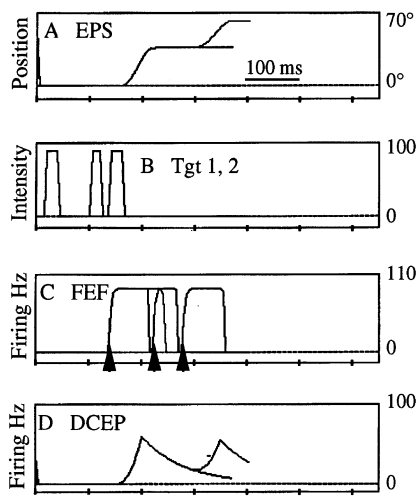 Position
A EPS
70°
100 ms
0°
Intensity
100
B Tgt 1, 2
0
Firing Hz
110
C FEF
0
Firing Hz
100
D DCEP
0